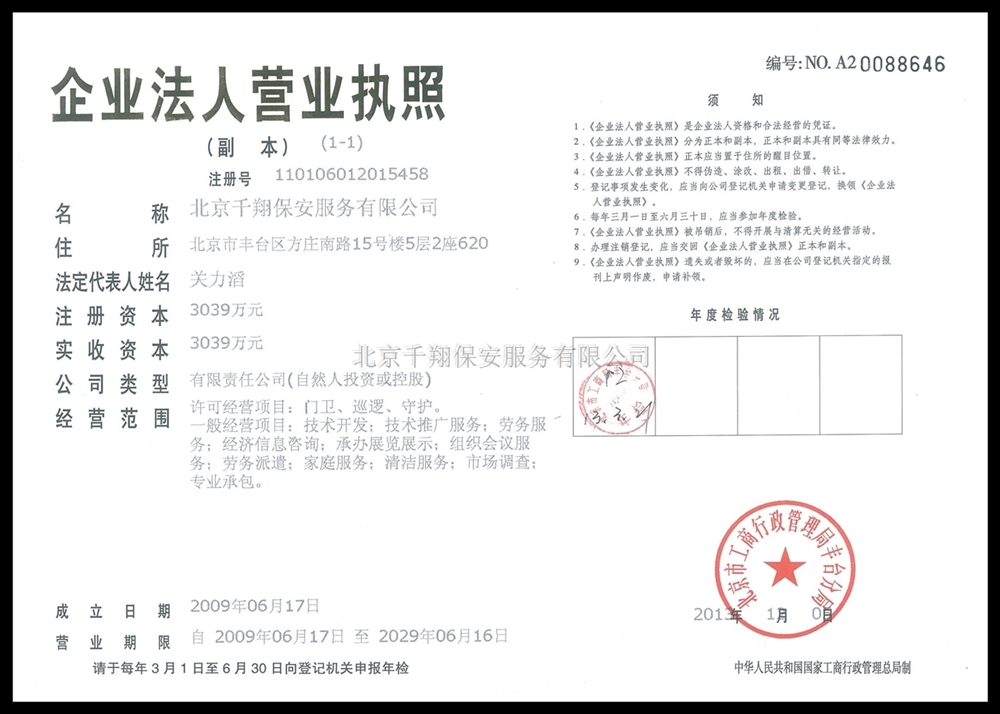 编号:NO. A20088646
企业法人营业执照
(副 本) (1-1)
注册号 110106012015458
名 称 北京千翔保安服务有限公司
住 所 北京市丰台区方庄南路15号楼5层2座620
法定代表人姓名 关力滔
注册资本 3039万元
实收资本 3039万元
公司类型 有限责任公司(自然人投资或控股)
经营范围 许可经营项目：门卫、巡逻、守护。
一般经营项目：技术开发；技术推广服务；劳务服
务；经济信息咨询；承办展览展示；组织会议服
务；劳务派遣；家庭服务；清洁服务；市场调查；
专业承包。
成立日期 2009年06月17日
营业期限 自 2009年06月17日 至 2029年06月16日
请于每年3月1日至6月30日向登记机关申报年检
须 知
1.《企业法人营业执照》是企业法人资格和合法经营的凭证。
2.《企业法人营业执照》分为正本和副本，正本和副本具有同等法律效力。
3.《企业法人营业执照》正本应当置于住所的醒目位置。
4.《企业法人营业执照》不得伪造、涂改、出租、出借、转让。
5. 登记事项发生变化，应当向公司登记机关申请变更登记，换领《企业法
人营业执照》。
6. 每年三月一日至六月三十日，应当参加年度检验。
7.《企业法人营业执照》被吊销后，不得开展与清算无关的经营活动。
8. 办理注销登记，应当交回《企业法人营业执照》正本和副本。
9.《企业法人营业执照》遗失或者毁坏的，应当在公司登记机关指定的报
刊上声明作废，申请补领。
年度检验情况
北京千翔保安服务有限公司
北京市工商行政管理局丰台分局
2013年 月 日
中华人民共和国国家工商行政管理总局制